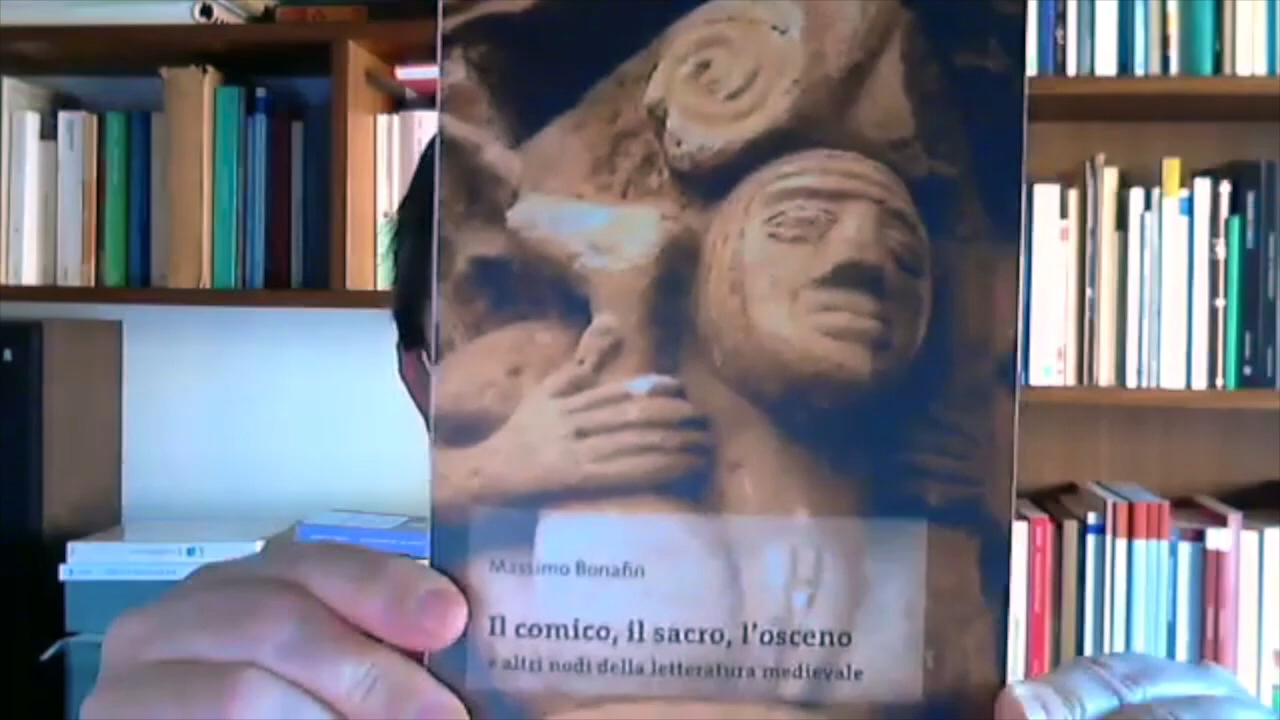 Massimo Bonafin
Il comico, il sacro, l'osceno
e altri nodi della letteratura medievale